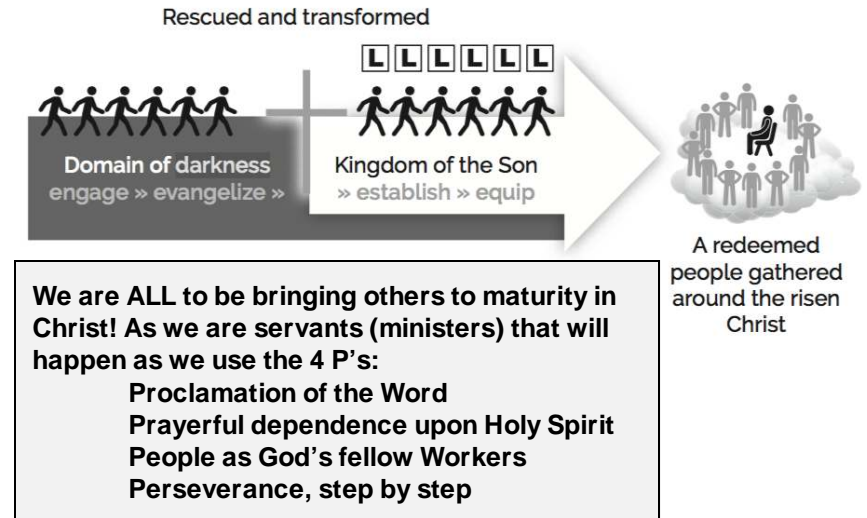 Rescued and transformed
L L L L L L
Domain of darkness
engage » evangelize »
Kingdom of the Son
» establish » equip
A redeemed
people gathered
around the risen
Christ
We are ALL to be bringing others to maturity in
Christ! As we are servants (ministers) that will
happen as we use the 4 P’s:
Proclamation of the Word
Prayerful dependence upon Holy Spirit
People as God’s fellow Workers
Perseverance, step by step